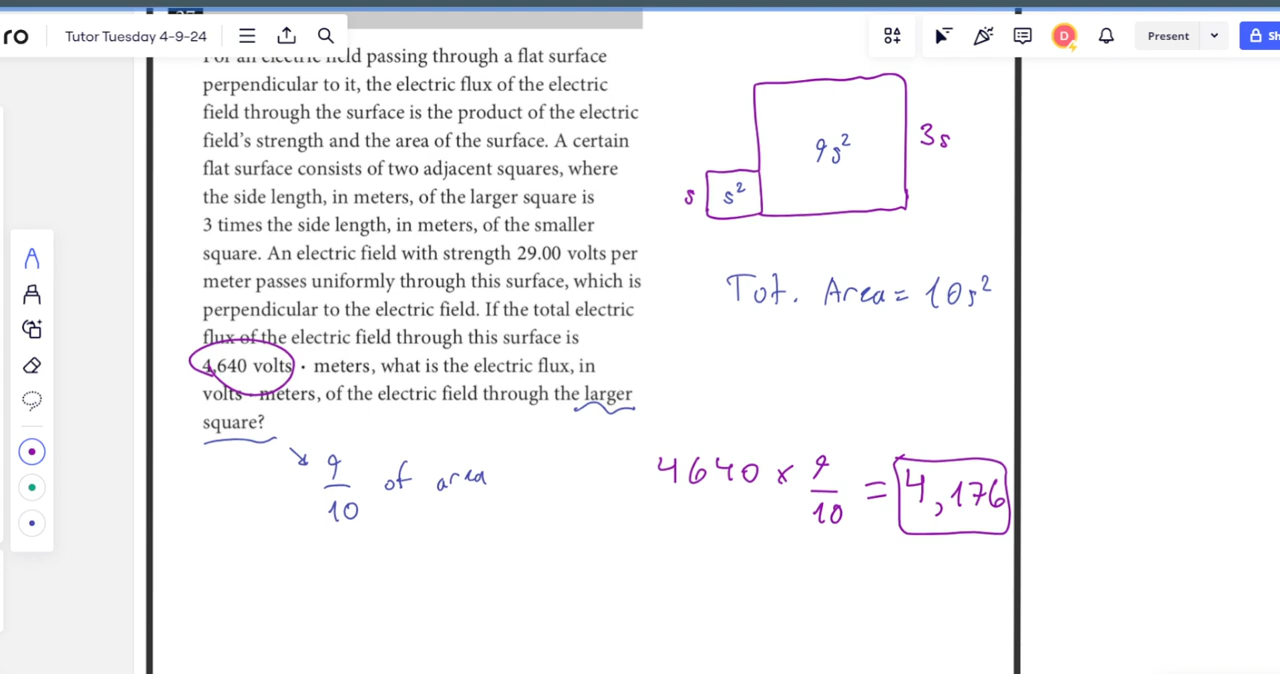 ro Tutor Tuesday 4-9-24 D Present Sh
field passing through a flat surface
perpendicular to it, the electric flux of the electric
field through the surface is the product of the electric
field's strength and the area of the surface. A certain
flat surface consists of two adjacent squares, where
the side length, in meters, of the larger square is
3 times the side length, in meters, of the smaller
square. An electric field with strength 29.00 volts per
meter passes uniformly through this surface, which is
perpendicular to the electric field. If the total electric
flux of the electric field through this surface is
4,640 volts · meters, what is the electric flux, in
volts · meters, of the electric field through the larger
square?
9s²
3s
s
s²
Tot. Area = 10s²
9/10 of area
4640 × 9/10 = 4,176